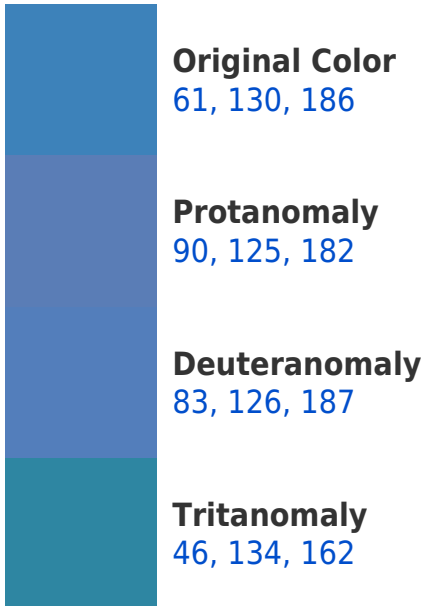 Original Color
61, 130, 186
Protanomaly
90, 125, 182
Deuteranomaly
83, 126, 187
Tritanomaly
46, 134, 162